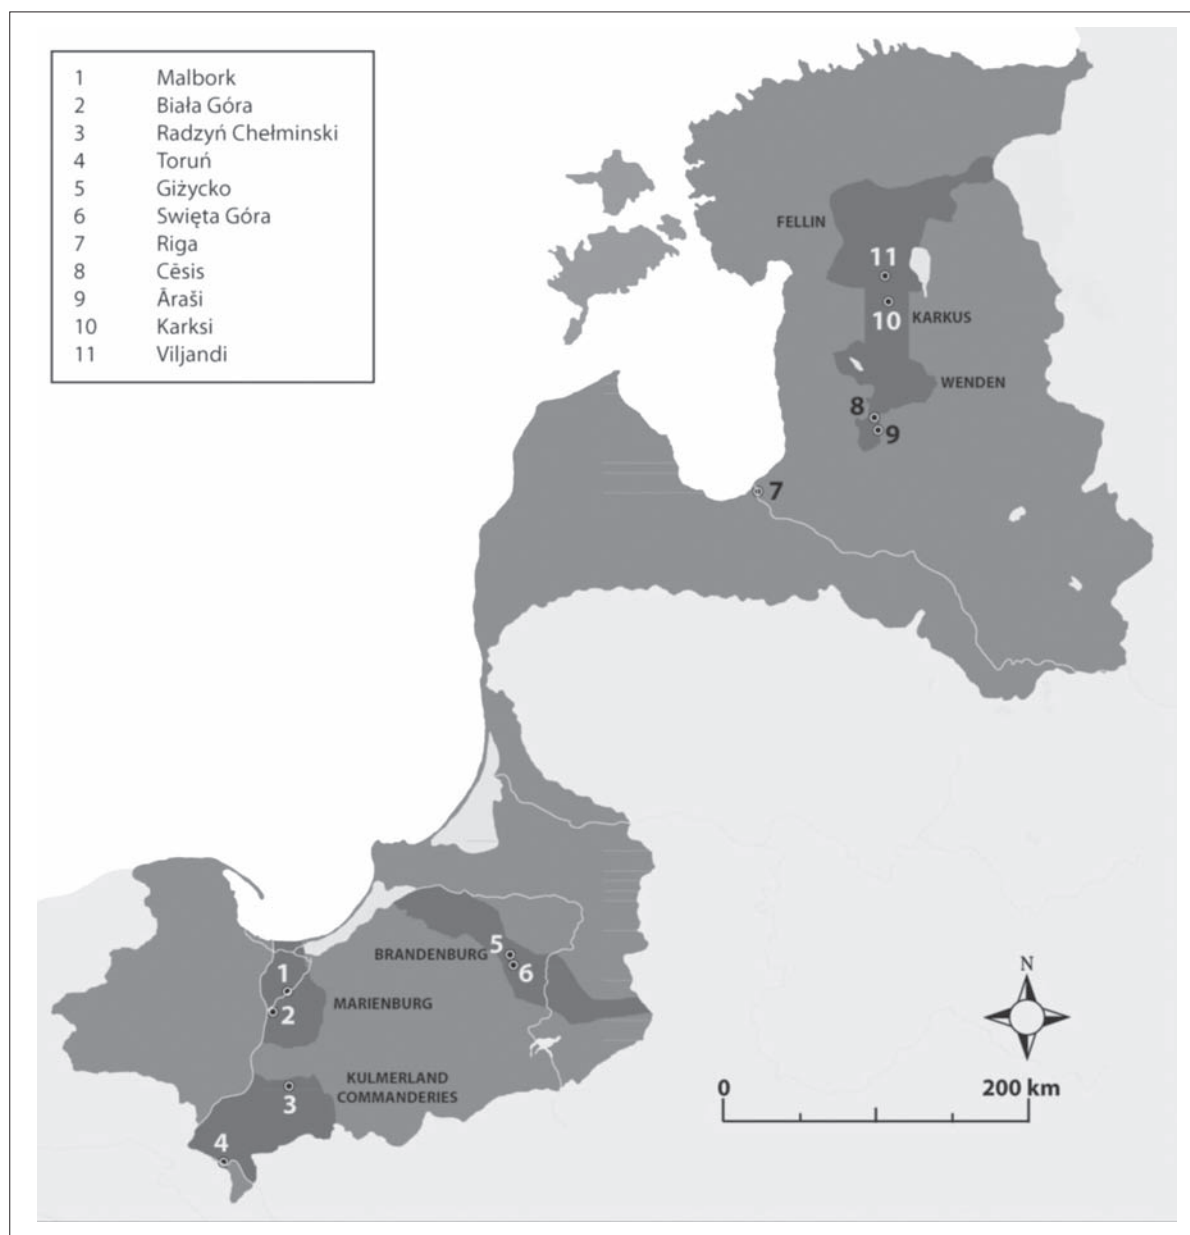 1 Malbork
2 Biała Góra
3 Radzyń Chełminski
4 Toruń
5 Giżycko
6 Swięta Góra
7 Riga
8 Cēsis
9 Āraši
10 Karksi
11 Viljandi
FELLIN
11
10 KARKUS
WENDEN
8
9
7
BRANDENBURG
5
6
1
MARIENBURG
2
KULMERLAND
COMMANDERIES
3
4
N
0 200 km